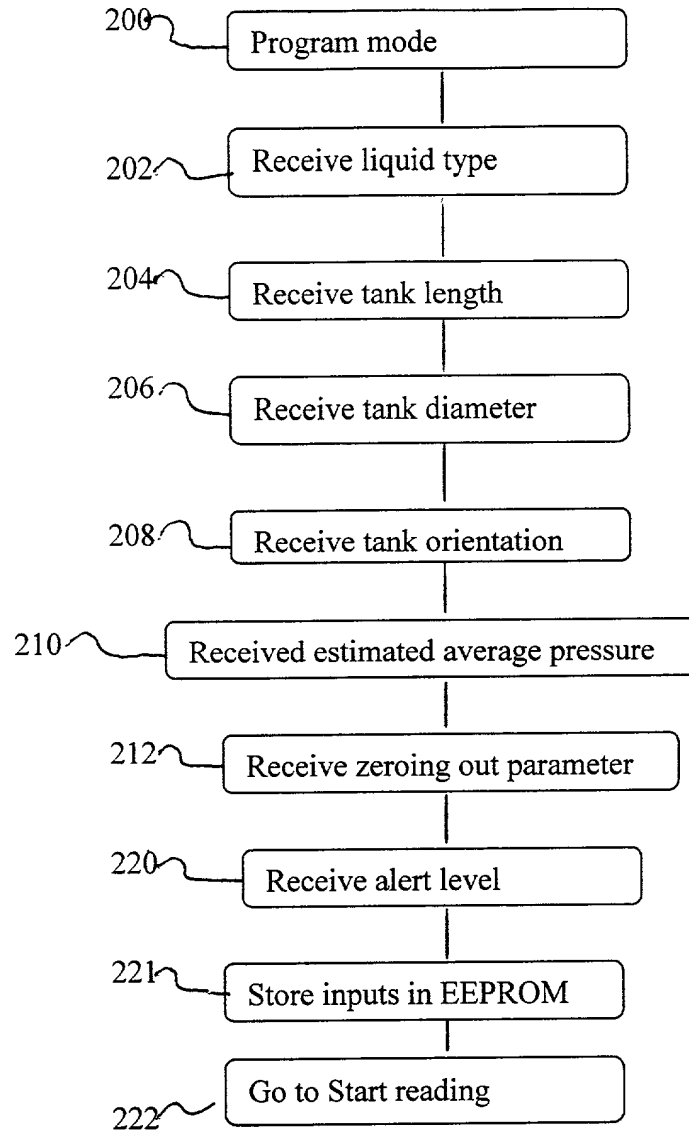 200 Program mode
202 Receive liquid type
204 Receive tank length
206 Receive tank diameter
208 Receive tank orientation
210 Received estimated average pressure
212 Receive zeroing out parameter
220 Receive alert level
221 Store inputs in EEPROM
222 Go to Start reading